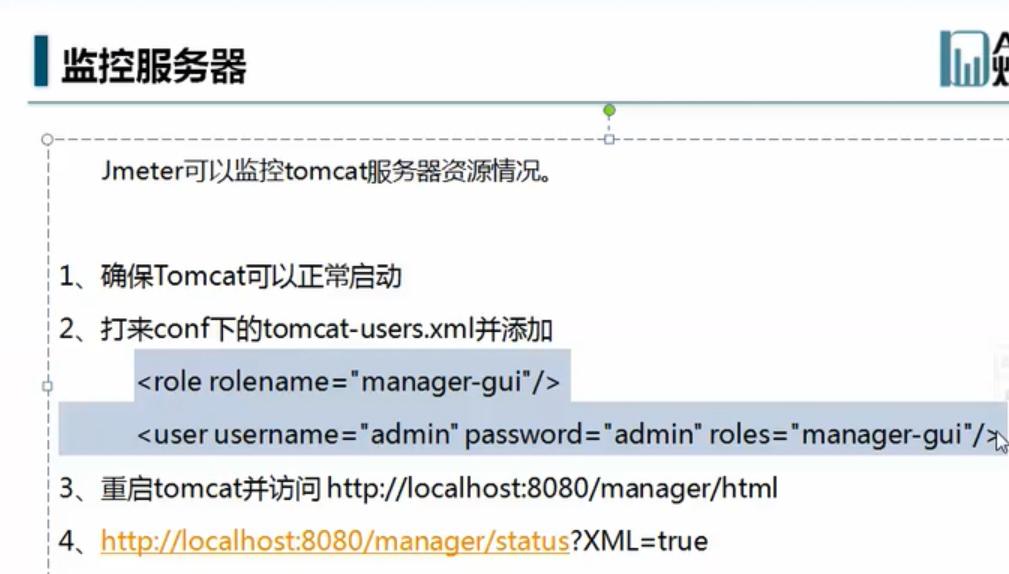 监控服务器
Jmeter可以监控tomcat服务器资源情况。
1、确保Tomcat可以正常启动
2、打来conf下的tomcat-users.xml并添加
<role rolename="manager-gui"/>
<user username="admin" password="admin" roles="manager-gui"/>
3、重启tomcat并访问 http://localhost:8080/manager/html
4、http://localhost:8080/manager/status?XML=true